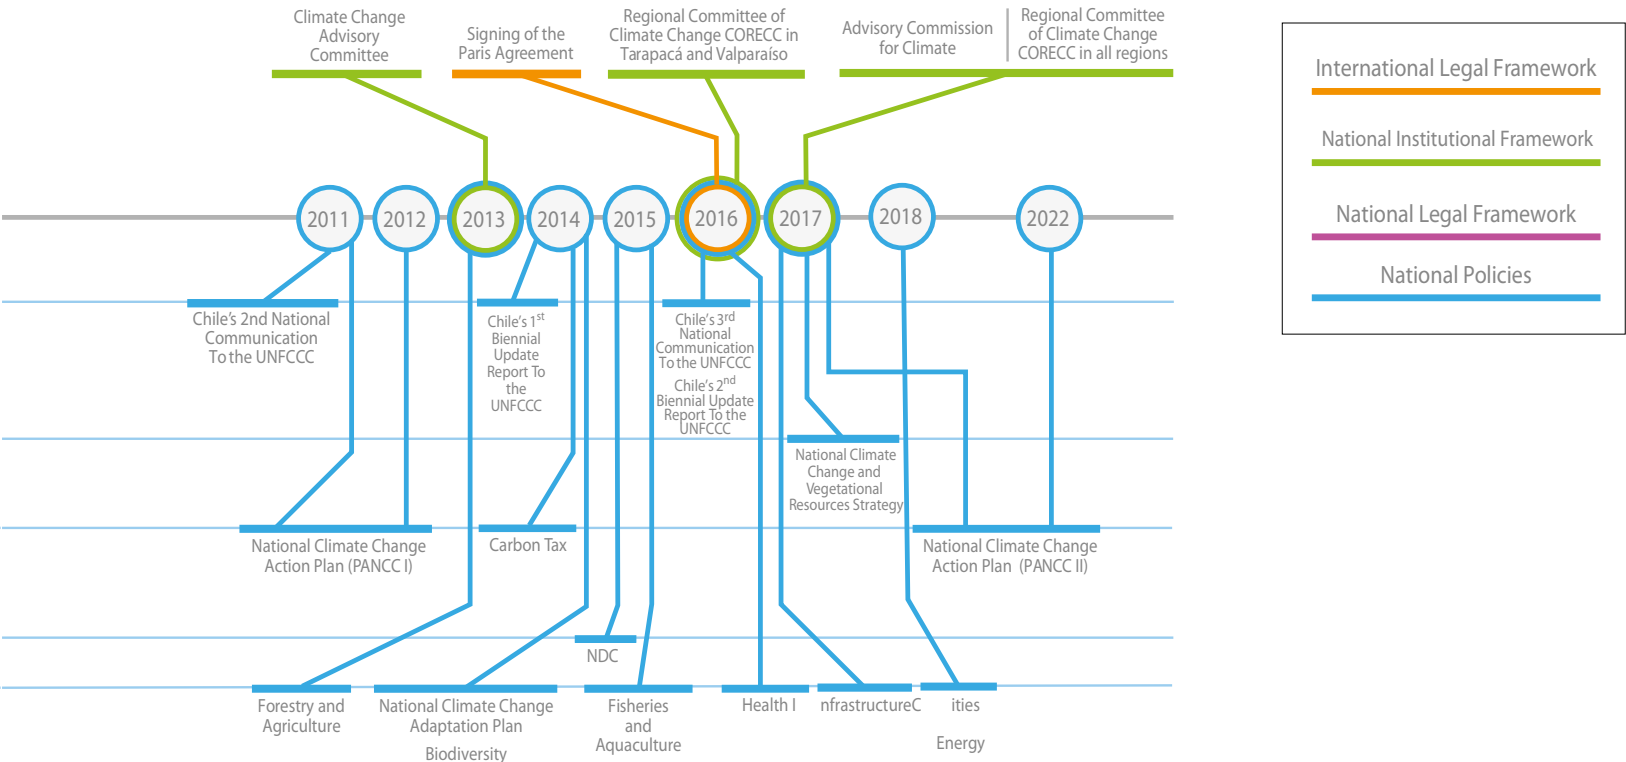 Climate Change
Advisory
Committee
Signing of the
Paris Agreement
Regional Committee of
Climate Change CORECC in
Tarapacá and Valparaíso
Advisory Commission
for Climate
Regional Committee
of Climate Change
CORECC in all regions
International Legal Framework
National Institutional Framework
National Legal Framework
National Policies
2011
2012
2013
2014
2015
2016
2017
2018
2022
Chile's 2nd National
Communication
To the UNFCCC
Chile's 1st
Biennial
Update
Report To
the
UNFCCC
Chile's 3rd
National
Communication
To the UNFCCC
Chile's 2nd
Biennial Update
Report To the
UNFCCC
National Climate
Change and
Vegetational
Resources Strategy
National Climate Change
Action Plan (PANCC I)
Carbon Tax
National Climate Change
Action Plan (PANCC II)
NDC
Forestry and
Agriculture
National Climate Change
Adaptation Plan
Biodiversity
Fisheries
and
Aquaculture
Health I
nfrastructureC
ities
Energy